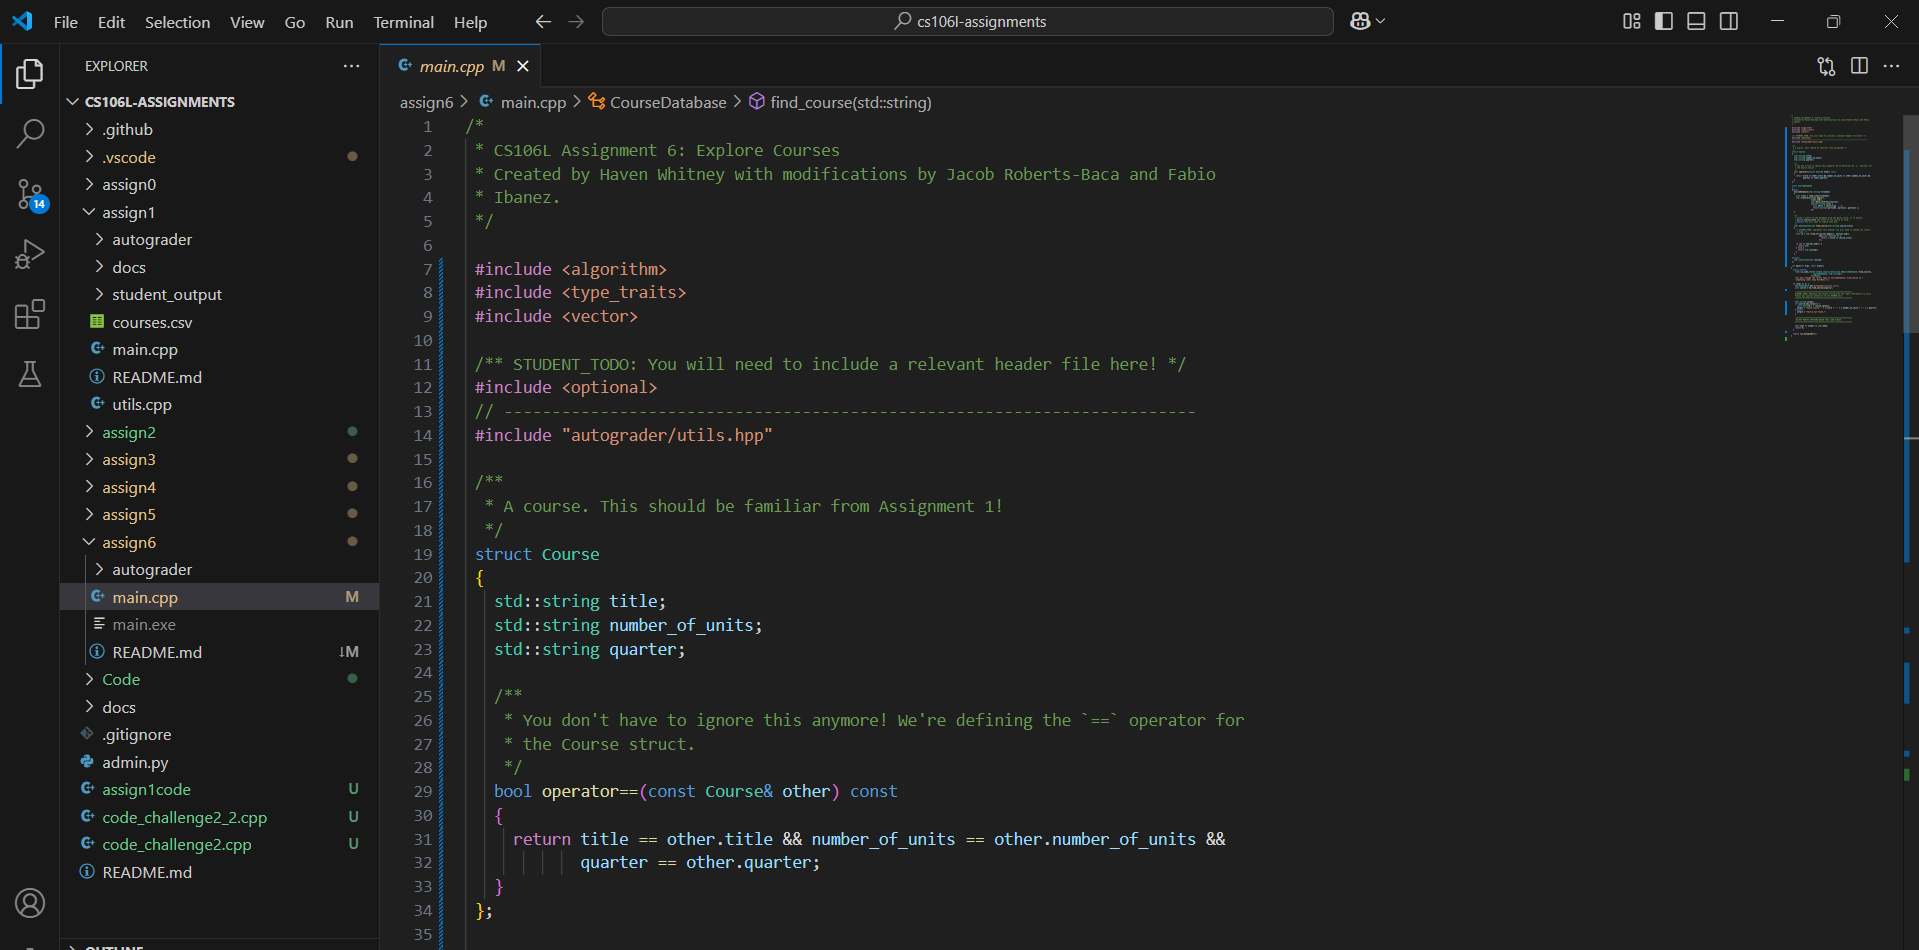 File Edit Selection View Go Run Terminal Help
cs106l-assignments
EXPLORER
CS106L-ASSIGNMENTS
.github
.vscode
assign0
assign1
autograder
docs
student_output
courses.csv
main.cpp
README.md
utils.cpp
assign2
assign3
assign4
assign5
assign6
autograder
main.cpp M
main.exe
README.md ↓M
Code
docs
.gitignore
admin.py
assign1code U
code_challenge2_2.cpp U
code_challenge2.cpp U
README.md
14
main.cpp M
assign6 > main.cpp > CourseDatabase > find_course(std::string)
1 /*
2 * CS106L Assignment 6: Explore Courses
3 * Created by Haven Whitney with modifications by Jacob Roberts-Baca and Fabio
4 * Ibanez.
5 */
6
7 #include <algorithm>
8 #include <type_traits>
9 #include <vector>
10
11 /** STUDENT_TODO: You will need to include a relevant header file here! */
12 #include <optional>
13 // ------------------------------------------------------------------------
14 #include "autograder/utils.hpp"
15
16 /**
17 * A course. This should be familiar from Assignment 1!
18 */
19 struct Course
20 {
21 std::string title;
22 std::string number_of_units;
23 std::string quarter;
24
25 /**
26 * You don't have to ignore this anymore! We're defining the `==` operator for
27 * the Course struct.
28 */
29 bool operator==(const Course& other) const
30 {
31 return title == other.title && number_of_units == other.number_of_units &&
32 quarter == other.quarter;
33 }
34 };
35